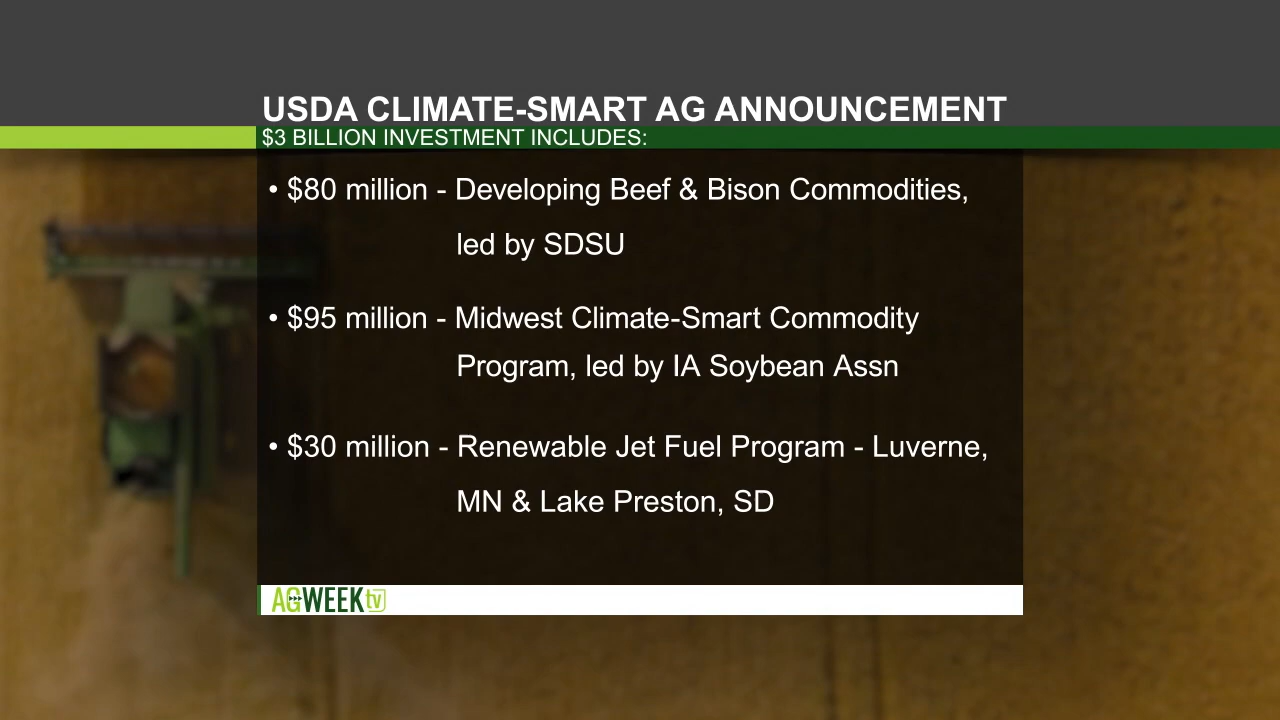 USDA CLIMATE-SMART AG ANNOUNCEMENT
$3 BILLION INVESTMENT INCLUDES:
• $80 million - Developing Beef & Bison Commodities,
led by SDSU
• $95 million - Midwest Climate-Smart Commodity
Program, led by IA Soybean Assn
• $30 million - Renewable Jet Fuel Program - Luverne,
MN & Lake Preston, SD
AGWEEK tv